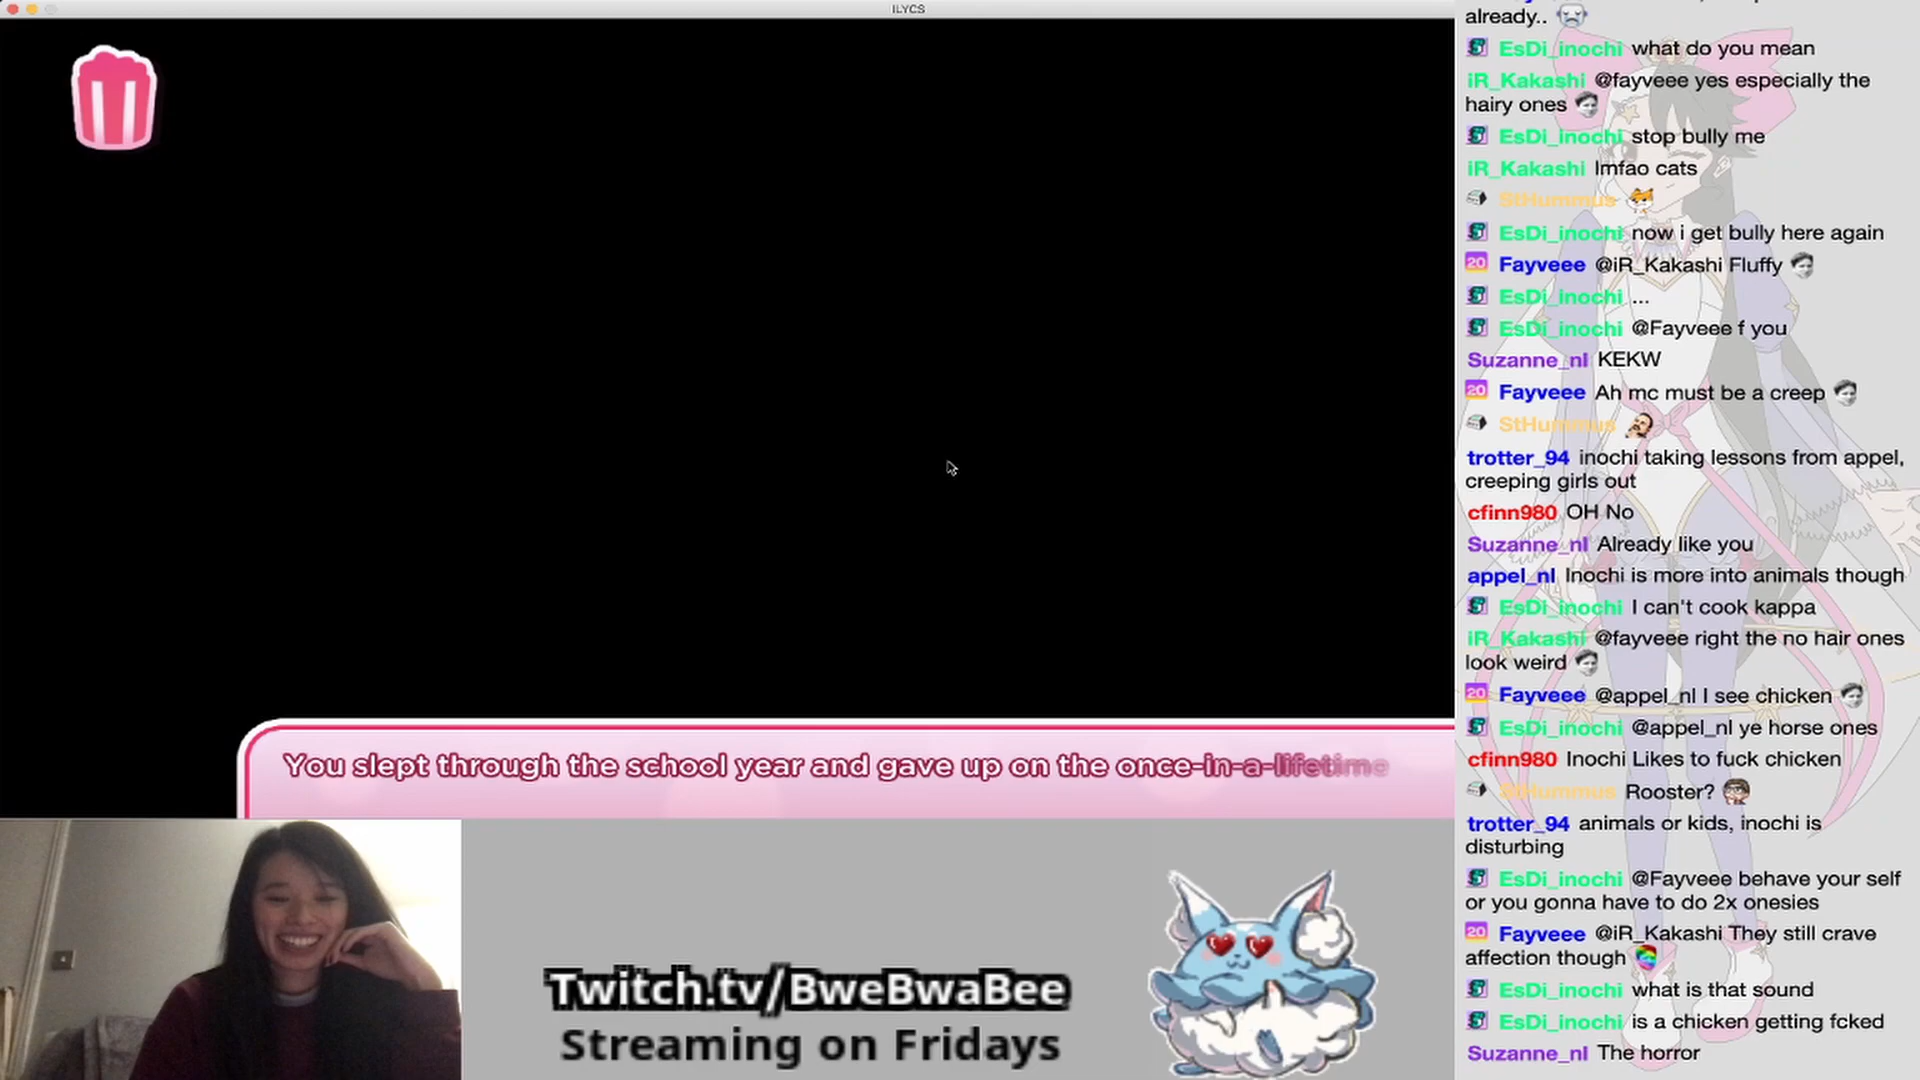 ILYCS
You slept through the school year and gave up on the once-in-a-lifetime
Twitch.tv/BweBwaBee
Streaming on Fridays
already..
EsDi_inochi what do you mean
iR_Kakashi @fayveee yes especially the
hairy ones
EsDi_inochi stop bully me
iR_Kakashi lmfao cats
StHummus
EsDi_inochi now i get bully here again
20 Fayveee @iR_Kakashi Fluffy
EsDi_inochi ...
EsDi_inochi @Fayveee f you
Suzanne_nl KEKW
20 Fayveee Ah mc must be a creep
StHummus
trotter_94 inochi taking lessons from appel,
creeping girls out
cfinn980 OH No
Suzanne_nl Already like you
appel_nl Inochi is more into animals though
EsDi_inochi I can't cook kappa
iR_Kakashi @fayveee right the no hair ones
look weird
20 Fayveee @appel_nl I see chicken
EsDi_inochi @appel_nl ye horse ones
cfinn980 Inochi Likes to fuck chicken
StHummus Rooster?
trotter_94 animals or kids, inochi is
disturbing
EsDi_inochi @Fayveee behave your self
or you gonna have to do 2x onesies
20 Fayveee @iR_Kakashi They still crave
affection though
EsDi_inochi what is that sound
EsDi_inochi is a chicken getting fcked
Suzanne_nl The horror